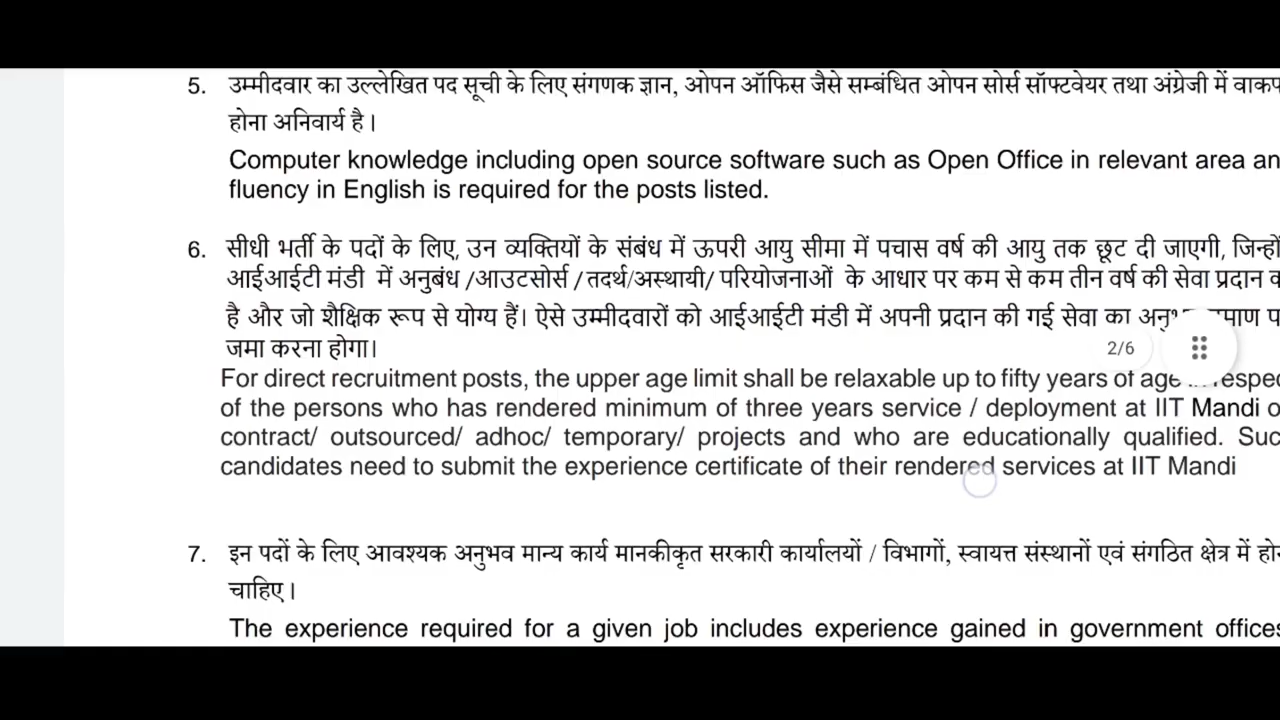 5. उम्मीदवार का उल्लेखित पद सूची के लिए संगणक ज्ञान, ओपन ऑफिस जैसे सम्बंधित ओपन सोर्स सॉफ्टवेयर तथा अंग्रेजी में
होना अनिवार्य है।
Computer knowledge including open source software such as Open Office in relevant area
fluency in English is required for the posts listed.
6. सीधी भर्ती के पदों के लिए, उन व्यक्तियों के संबंध में ऊपरी आयु सीमा में पचास वर्ष की आयु तक छूट दी जाएगी,
आईआईटी मंडी में अनुबंध /आउटसोर्स / तदर्थ/अस्थायी/ परियोजनाओं के आधार पर कम से कम तीन वर्ष की सेवा प्रदान
है और जो शैक्षिक रूप से योग्य हैं। ऐसे उम्मीदवारों को आईआईटी मंडी में अपनी प्रदान की गई सेवा का
जमा करना होगा।
2/6
For direct recruitment posts, the upper age limit shall be relaxable up to fifty years of age
of the persons who has rendered minimum of three years service / deployment at IIT Mandi
contract/ outsourced/ adhoc/ temporary/ projects and who are educationally qualified.
candidates need to submit the experience certificate of their rendered services at IIT Mandi
7. इन पदों के लिए आवश्यक अनुभव मान्य कार्य मानकीकृत सरकारी कार्यालयों / विभागों, स्वायत्त संस्थानों एवं संगठित क्षेत्र में
चाहिए।
The experience required for a given job includes experience gained in government offices